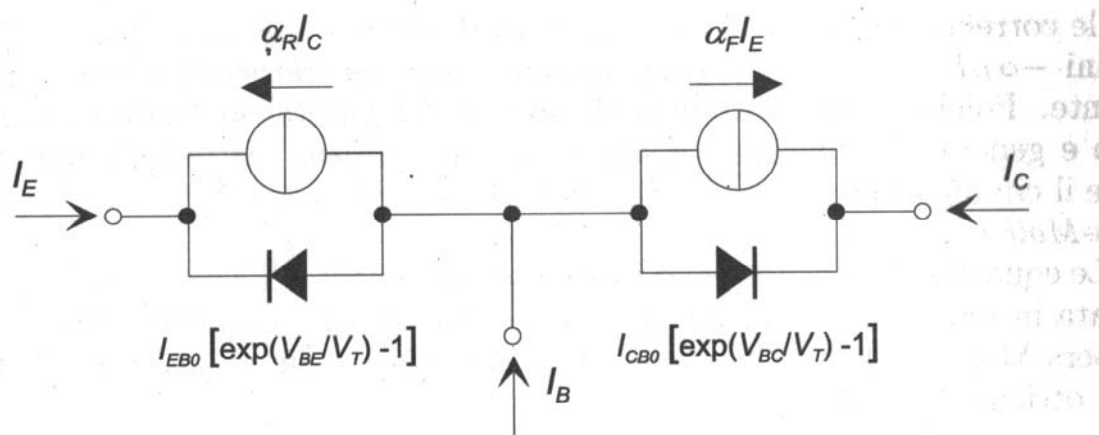 α_R I_C
α_F I_E
I_E
I_C
I_EB0 [exp(V_BE/V_T) -1]
I_CB0 [exp(V_BC/V_T) -1]
I_B